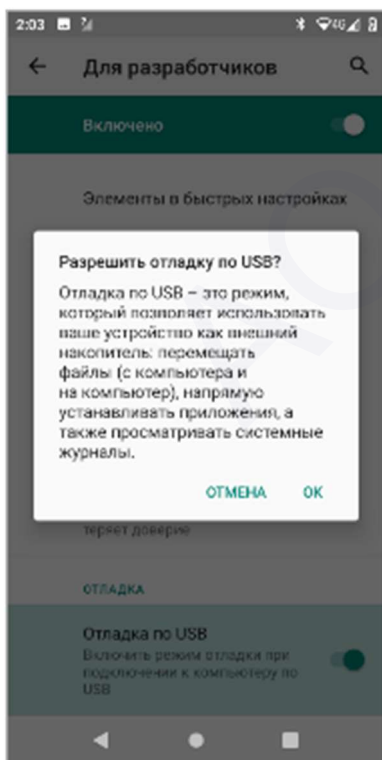 2:03
4G
Для разработчиков
Включено
Элементы в быстрых настройках
Разрешить отладку по USB?
Отладка по USB – это режим,
который позволяет использовать
ваше устройство как внешний
накопитель: перемещать
файлы (с компьютера и
на компьютер), напрямую
устанавливать приложения, а
также просматривать системные
журналы.
ОТМЕНА OK
теряет доверие
ОТЛАДКА
Отладка по USB
Включить режим отладки при
подключении к компьютеру по
USB